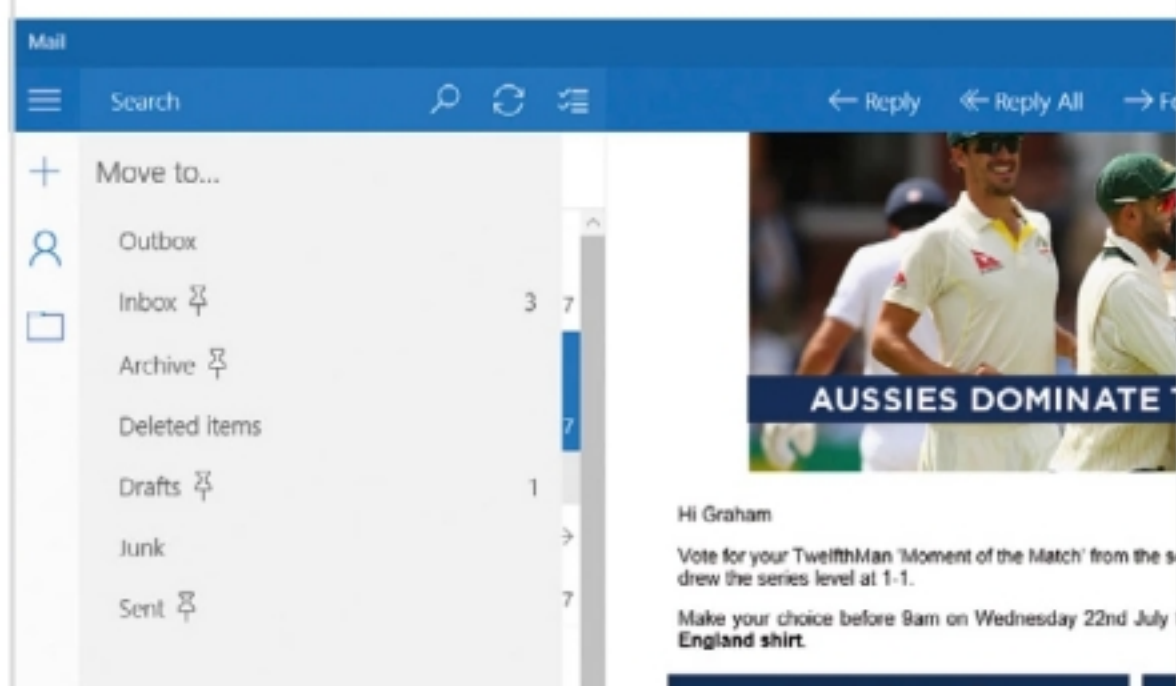 Mail
Search
Reply
Reply All
Move to...
Outbox
Inbox 3
7
Archive
Deleted items
7
Drafts 1
Junk
Sent
7
AUSSIES DOMINATE
Hi Graham
Vote for your TwelfthMan 'Moment of the Match' from the
drew the series level at 1-1.
Make your choice before 9am on Wednesday 22nd July
England shirt.